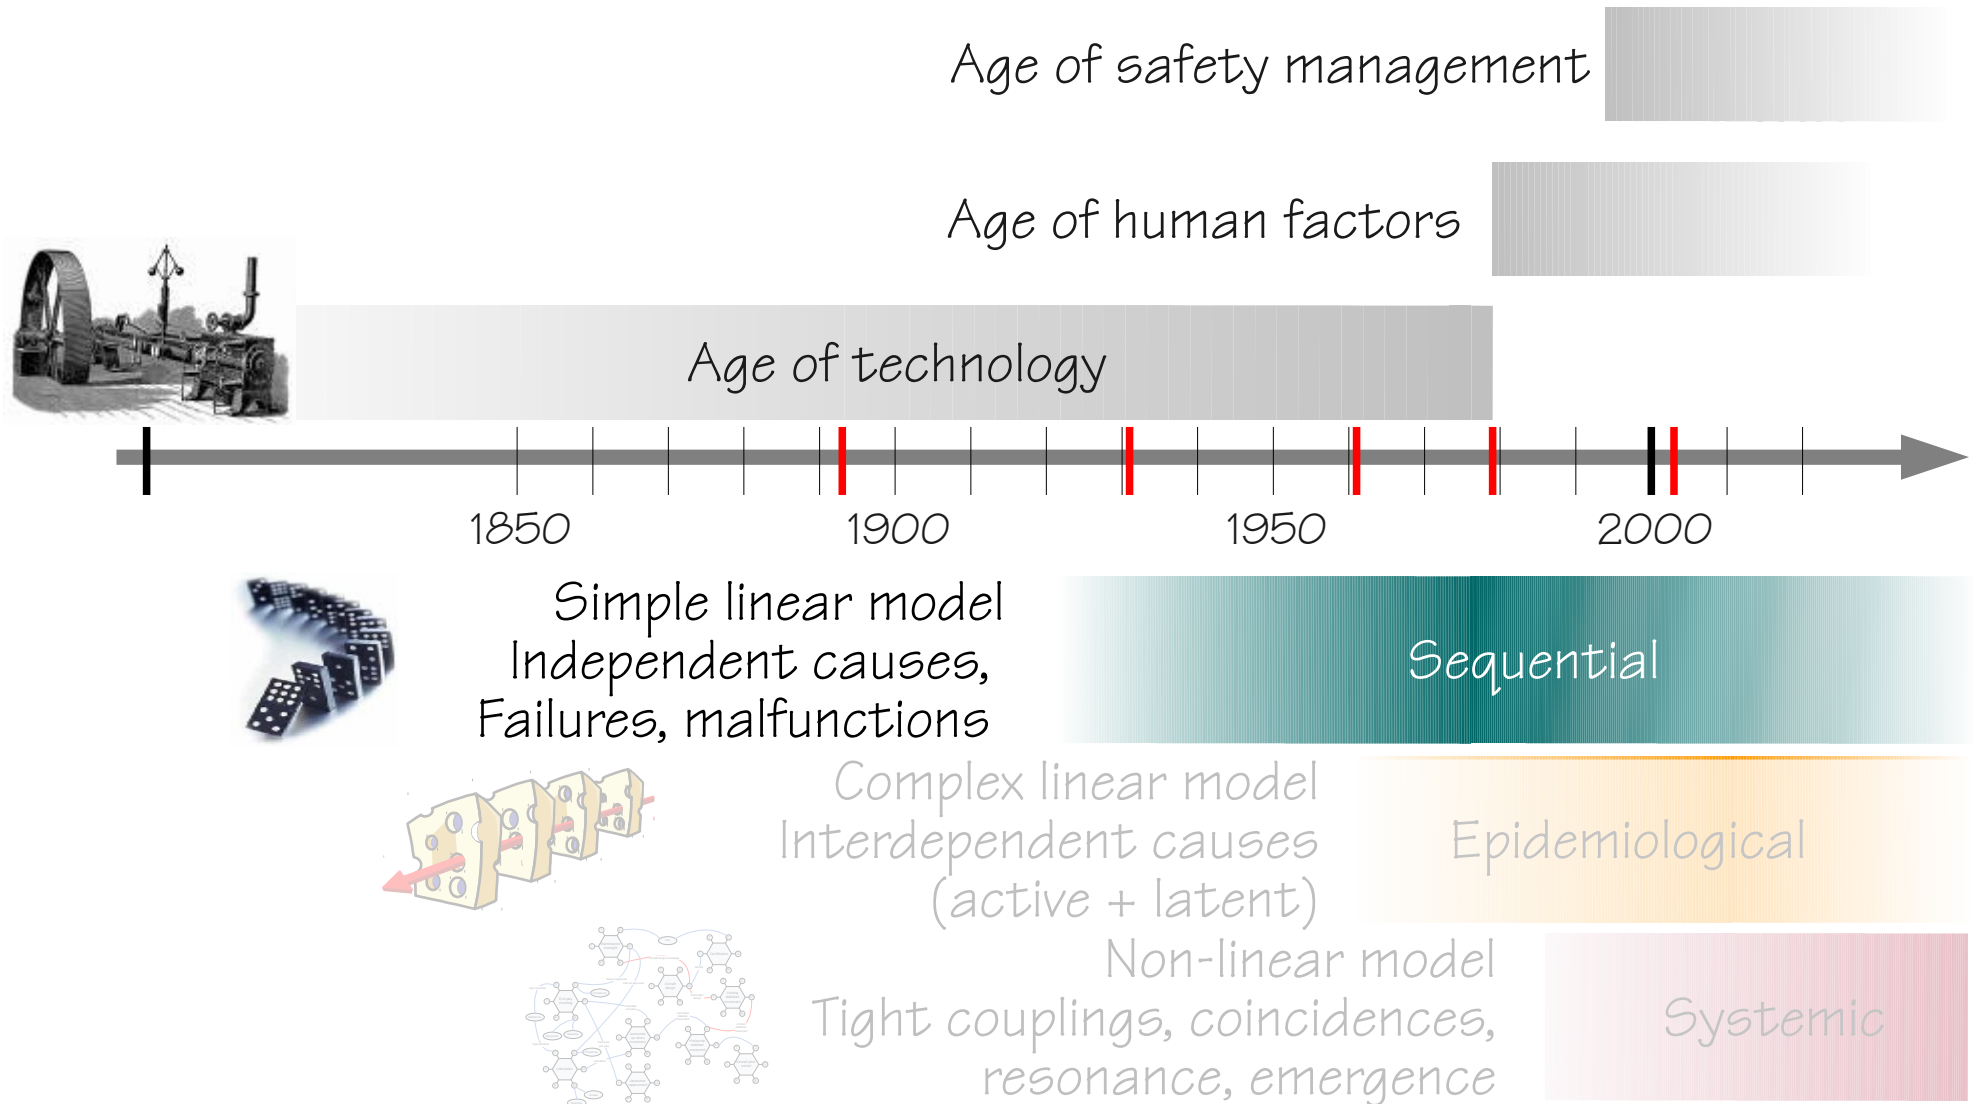 Age of safety management
Age of human factors
Age of technology
1850 1900 1950 2000
Simple linear model
Independent causes,
Failures, malfunctions
Sequential
Complex linear model
Interdependent causes
(active + latent)
Epidemiological
Non-linear model
Tight couplings, coincidences,
resonance, emergence
Systemic